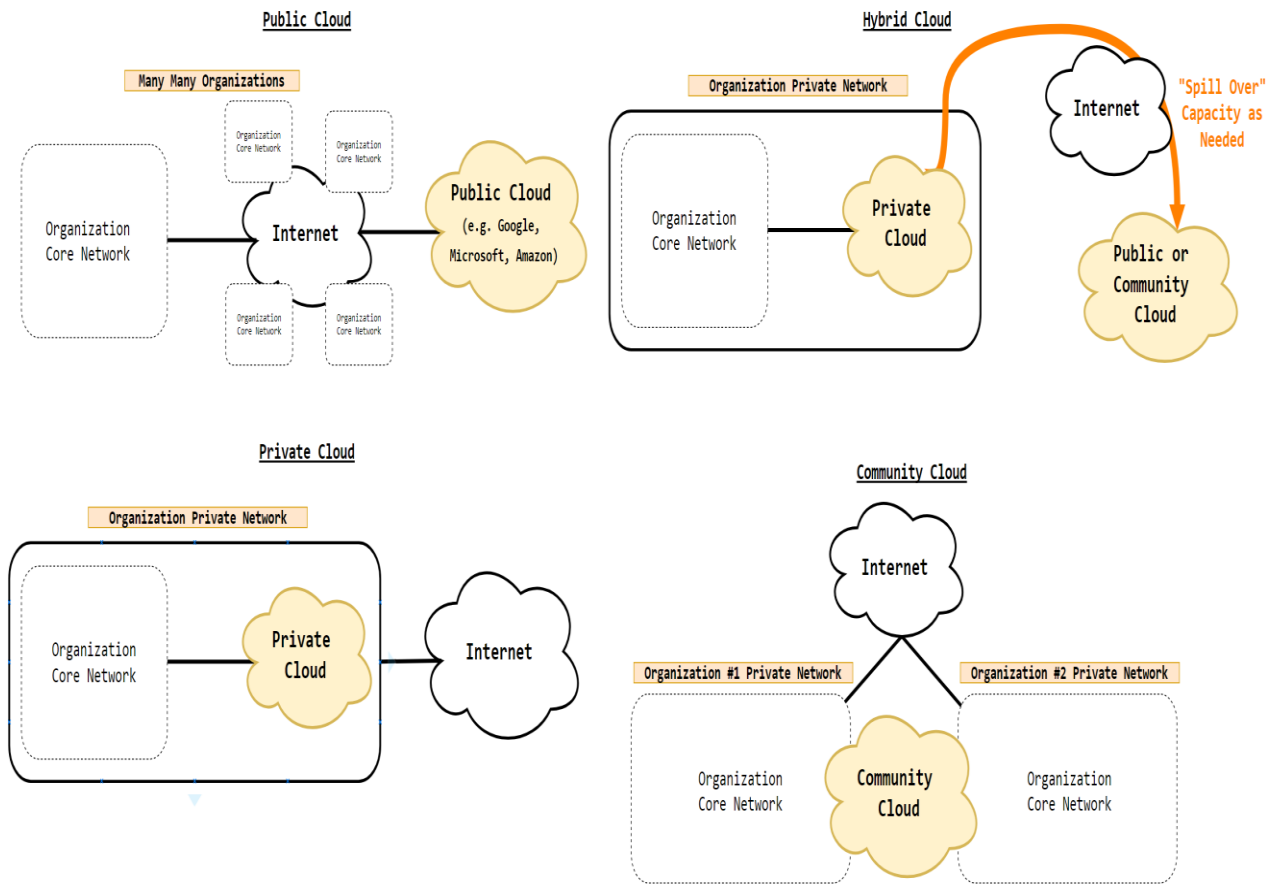 Public Cloud
Many Many Organizations
Organization
Core Network
Organization
Core Network
Organization
Core Network
Internet
Public Cloud
(e.g. Google,
Microsoft, Amazon)
Organization
Core Network
Organization
Core Network
Hybrid Cloud
Organization Private Network
Organization
Core Network
Private
Cloud
Internet
"Spill Over"
Capacity as
Needed
Public or
Community
Cloud
Private Cloud
Organization Private Network
Organization
Core Network
Private
Cloud
Internet
Community Cloud
Internet
Organization #1 Private Network
Organization #2 Private Network
Organization
Core Network
Community
Cloud
Organization
Core Network